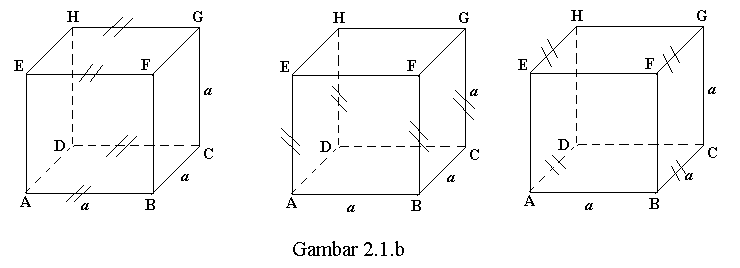 H G H G H G
E F E F E F
a a a
D C D C D C
a a a
A a B A a B A a B
Gambar 2.1.b